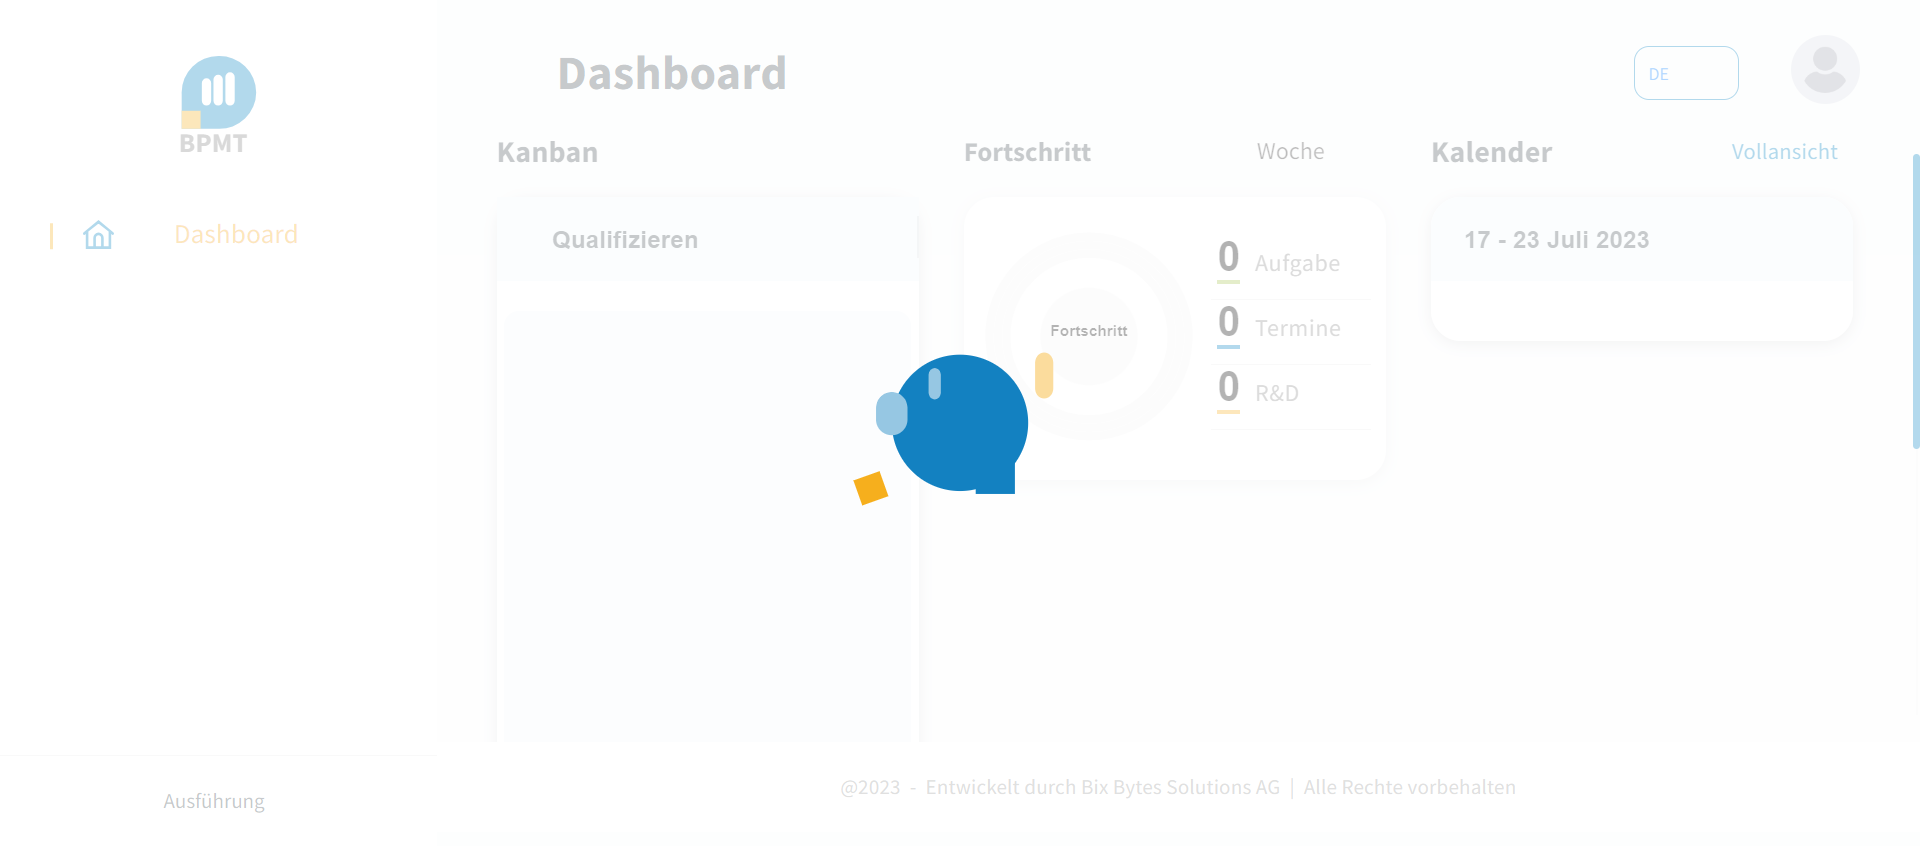 BPMT
Dashboard
Ausführung
Dashboard
DE
Kanban
Qualifizieren
Fortschritt
Woche
Fortschritt
0 Aufgabe
0 Termine
0 R&D
Kalender
Vollansicht
17 - 23 Juli 2023
@2023 - Entwickelt durch Bix Bytes Solutions AG | Alle Rechte vorbehalten